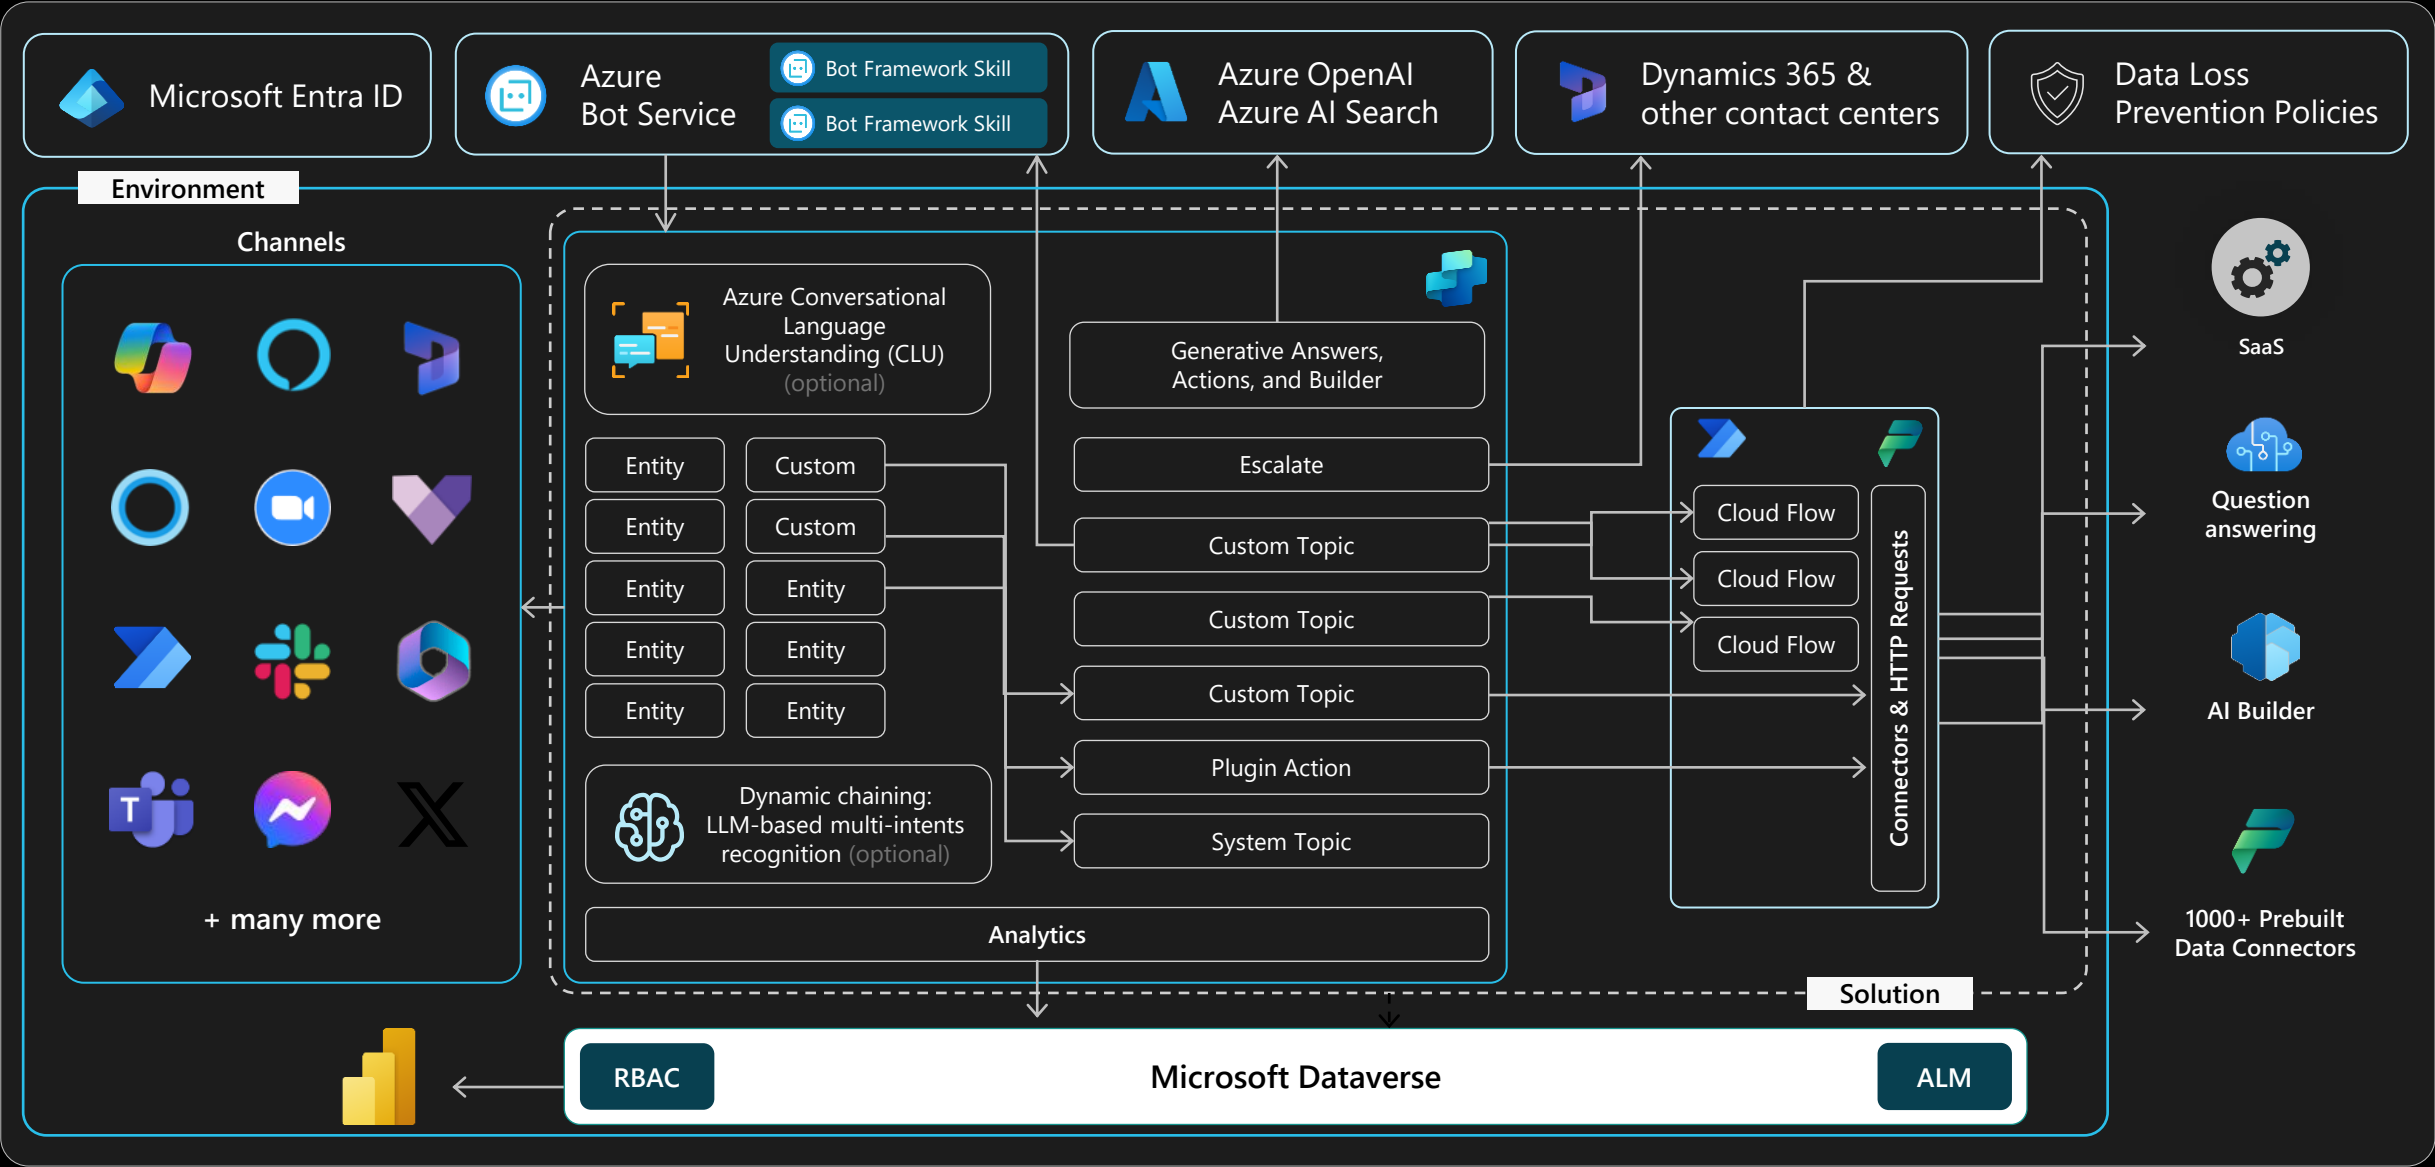 Microsoft Entra ID
Azure
Bot Service
Bot Framework Skill
Bot Framework Skill
Azure OpenAI
Azure AI Search
Dynamics 365 &
other contact centers
Data Loss
Prevention Policies
Environment
Channels
+ many more
Azure Conversational
Language
Understanding (CLU)
(optional)
Entity
Custom
Entity
Custom
Entity
Entity
Entity
Entity
Entity
Entity
Dynamic chaining:
LLM-based multi-intents
recognition (optional)
Generative Answers,
Actions, and Builder
Escalate
Custom Topic
Custom Topic
Custom Topic
Plugin Action
System Topic
Analytics
Cloud Flow
Cloud Flow
Cloud Flow
Connectors & HTTP Requests
SaaS
Question
answering
AI Builder
1000+ Prebuilt
Data Connectors
Solution
RBAC
Microsoft Dataverse
ALM
T